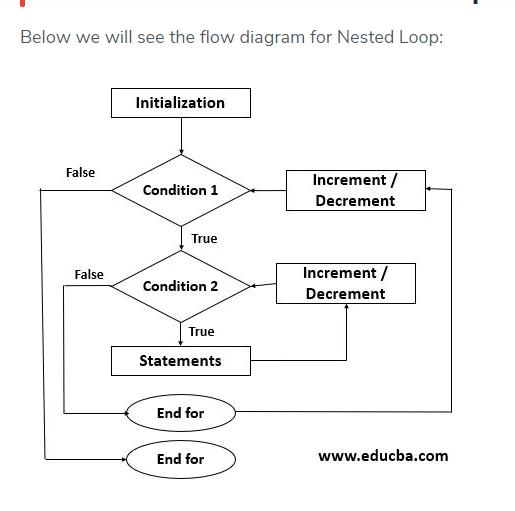 Below we will see the flow diagram for Nested Loop:
Initialization
False
Condition 1
Increment /
Decrement
True
False
Condition 2
Increment /
Decrement
True
Statements
End for
End for
www.educba.com